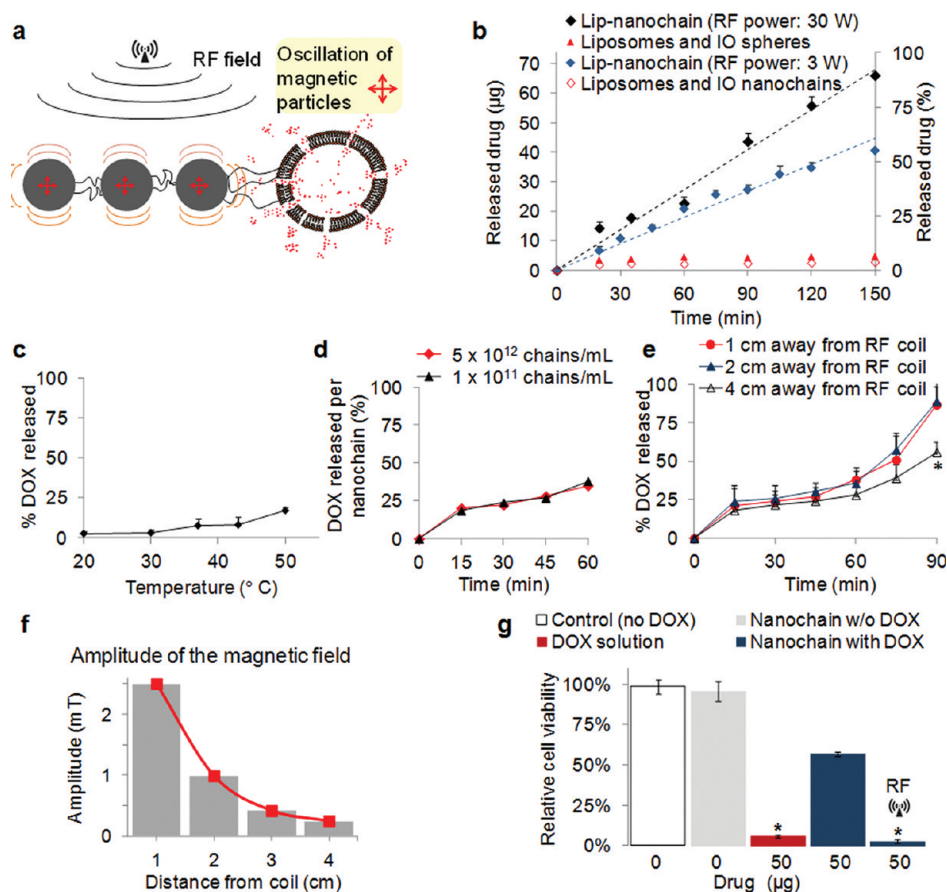 a
RF field
Oscillation of
magnetic
particles
b
Lip-nanochain (RF power: 30 W)
Liposomes and IO spheres
Lip-nanochain (RF power: 3 W)
Liposomes and IO nanochains
Released drug (µg)
70
60
50
40
30
20
10
0
100
75
50
25
0
Released drug (%)
0 30 60 90 120 150
Time (min)
c
% DOX released
100
75
50
25
0
20 30 40 50
Temperature (° C)
d
5 x 10¹² chains/mL
1 x 10¹¹ chains/mL
DOX released per
nanochain (%)
100
75
50
25
0
0 15 30 45 60
Time (min)
e
1 cm away from RF coil
2 cm away from RF coil
4 cm away from RF coil
% DOX released
100
75
50
25
0
*
0 30 60 90
Time (min)
f
Amplitude of the magnetic field
Amplitude (mT)
2
1
0
1 2 3 4
Distance from coil (cm)
g
Control (no DOX) Nanochain w/o DOX
DOX solution Nanochain with DOX
Relative cell viability
100%
75%
50%
25%
0%
RF
* *
0 0 50 50 50
Drug (µg)